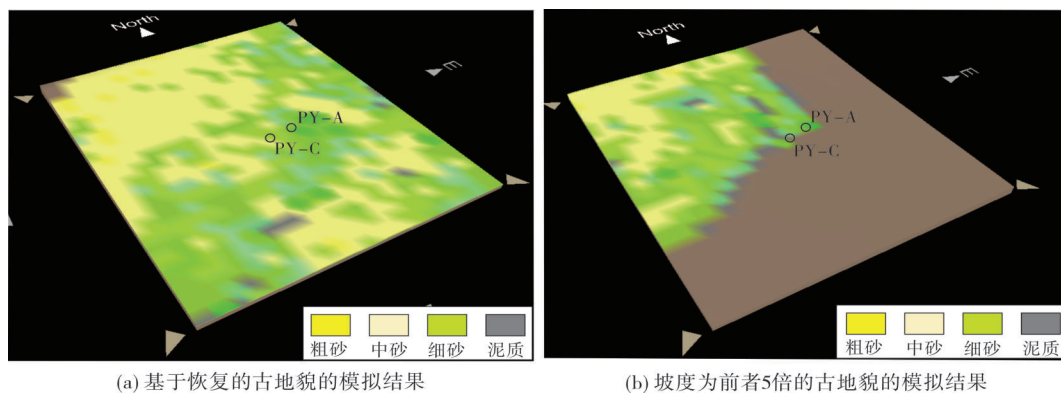 North
E
PY-A
PY-C
粗砂 中砂 细砂 泥质
(a) 基于恢复的古地貌的模拟结果
North
E
PY-A
PY-C
粗砂 中砂 细砂 泥质
(b) 坡度为前者5倍的古地貌的模拟结果